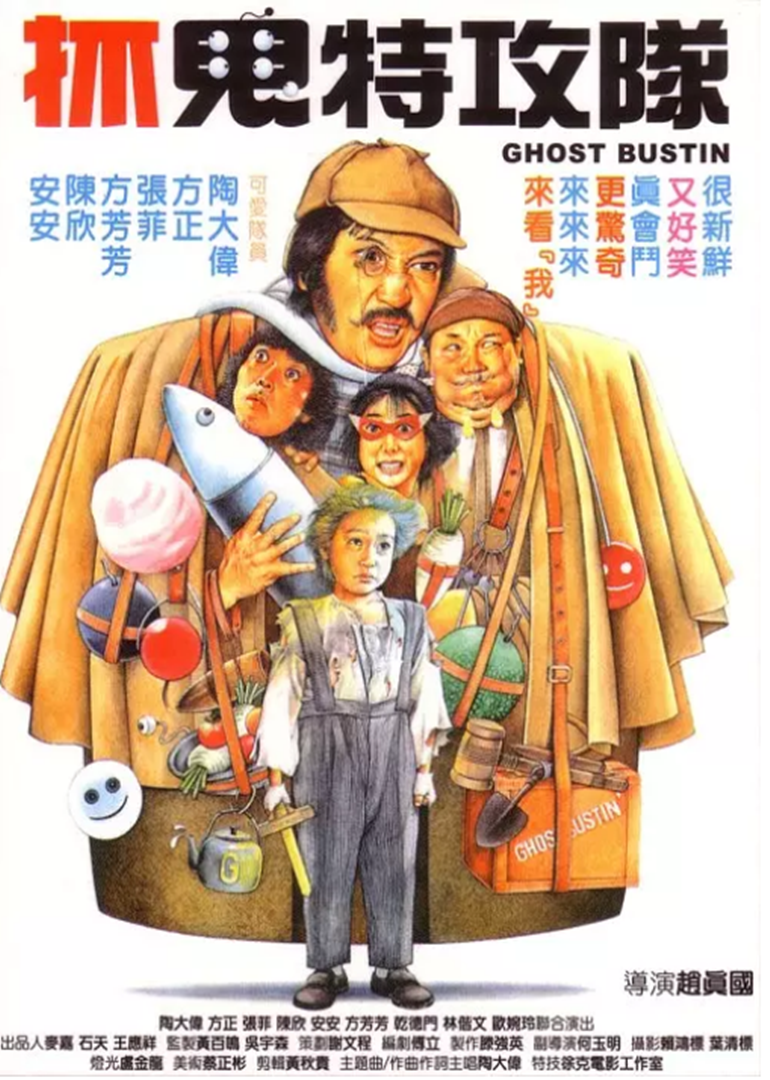 抓鬼特攻隊
GHOST BUSTIN
很新鮮
又好笑
眞會鬥
更驚奇
來來來
來看『我』
可愛隊員
陶大偉
方正
張菲
方芳芳
陳欣
安安
G
GHOST BUSTIN
導演趙眞國
陶大偉 方正 張菲 陳欣 安安 方芳芳 乾德門 林偕文 歐婉玲聯合演出
出品人麥嘉 石天 王應祥 監製黃百鳴 吳宇森 策劃謝文程 編劇傅立 製作陳強英 副導演何玉明 攝影賴鴻標 葉清標
燈光盧金龍 美術蔡正彬 剪輯黃秋貴 主題曲/作曲作詞主唱陶大偉 特技徐克電影工作室